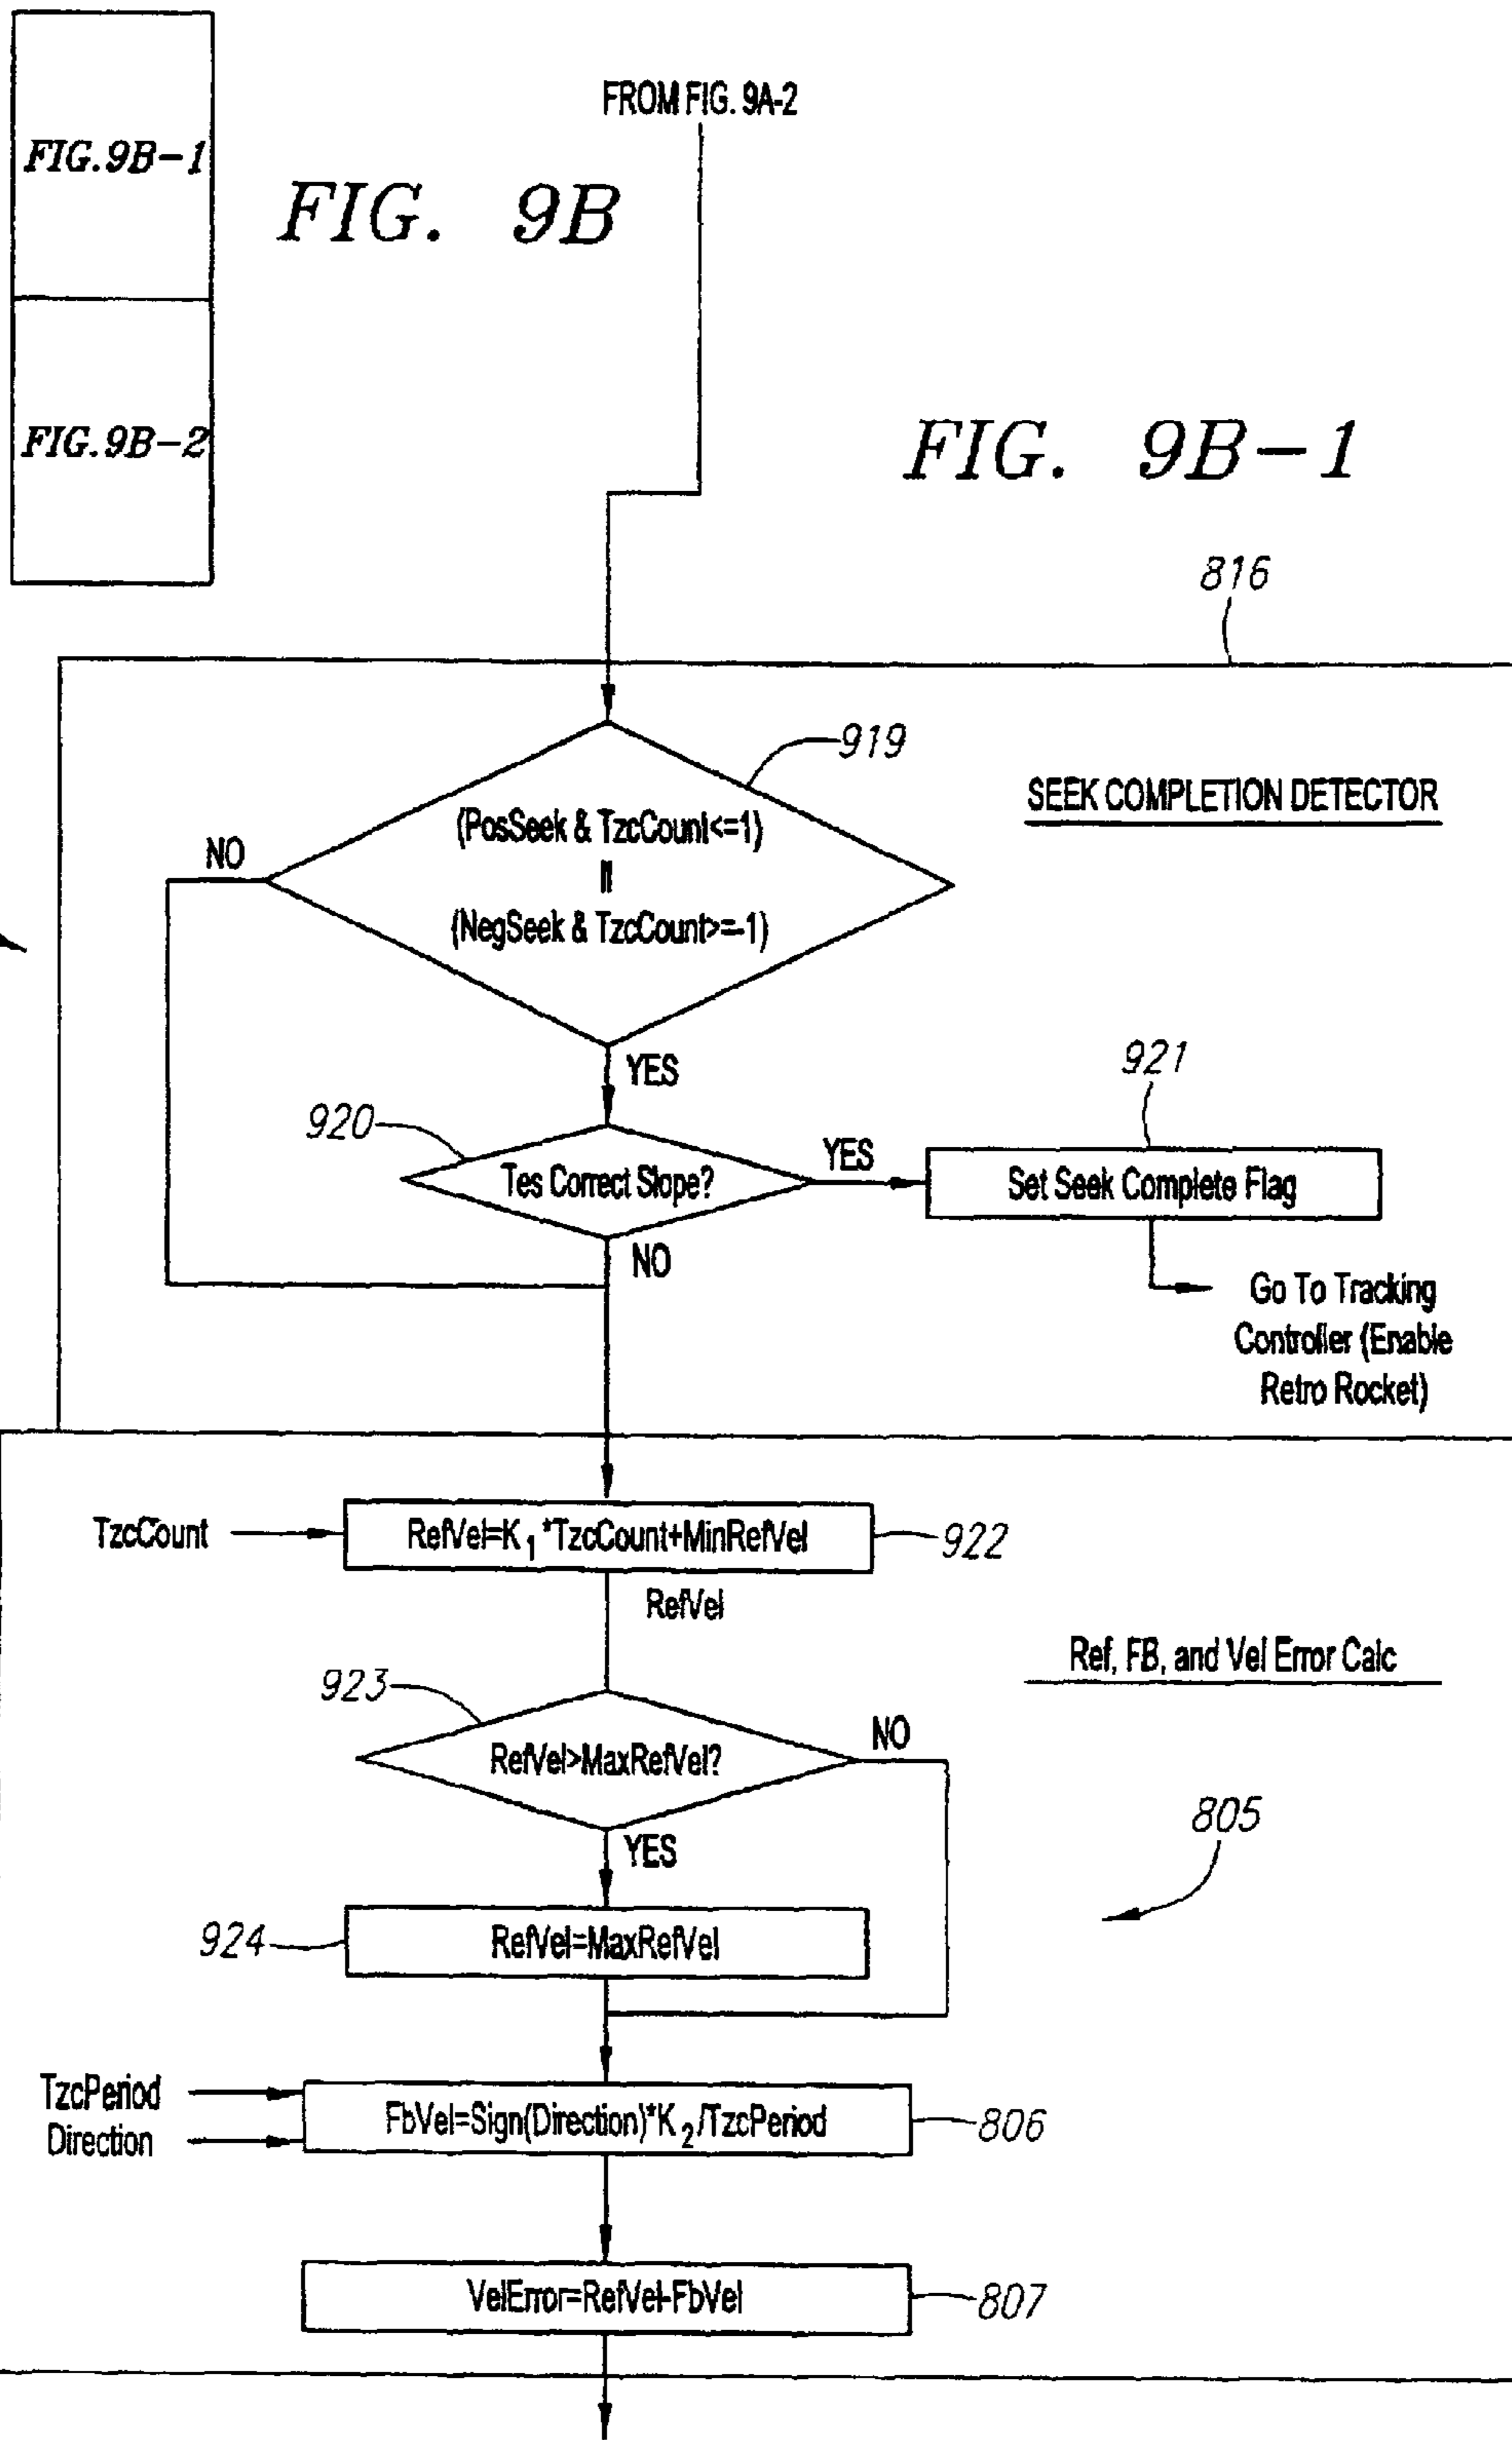 FROM FIG. 9A-2
FIG.9B-1
FIG. 9B
FIG.9B-2
FIG. 9B-1
816
919
SEEK COMPLETION DETECTOR
(PosSeek & TzcCount<=1)
||
(NegSeek & TzcCount>=-1)
NO
YES
921
920
Tes Correct Slope?
YES
Set Seek Complete Flag
NO
Go To Tracking
Controller (Enable
Retro Rocket)
TzcCount
RefVel=K1*TzcCount+MinRefVel
922
RefVel
Ref, FB, and Vel Error Calc
923
RefVel>MaxRefVel?
NO
805
YES
924
RefVel=MaxRefVel
TzcPeriod
Direction
FbVel=Sign(Direction)*K2/TzcPeriod
806
VelError=RefVel-FbVel
807